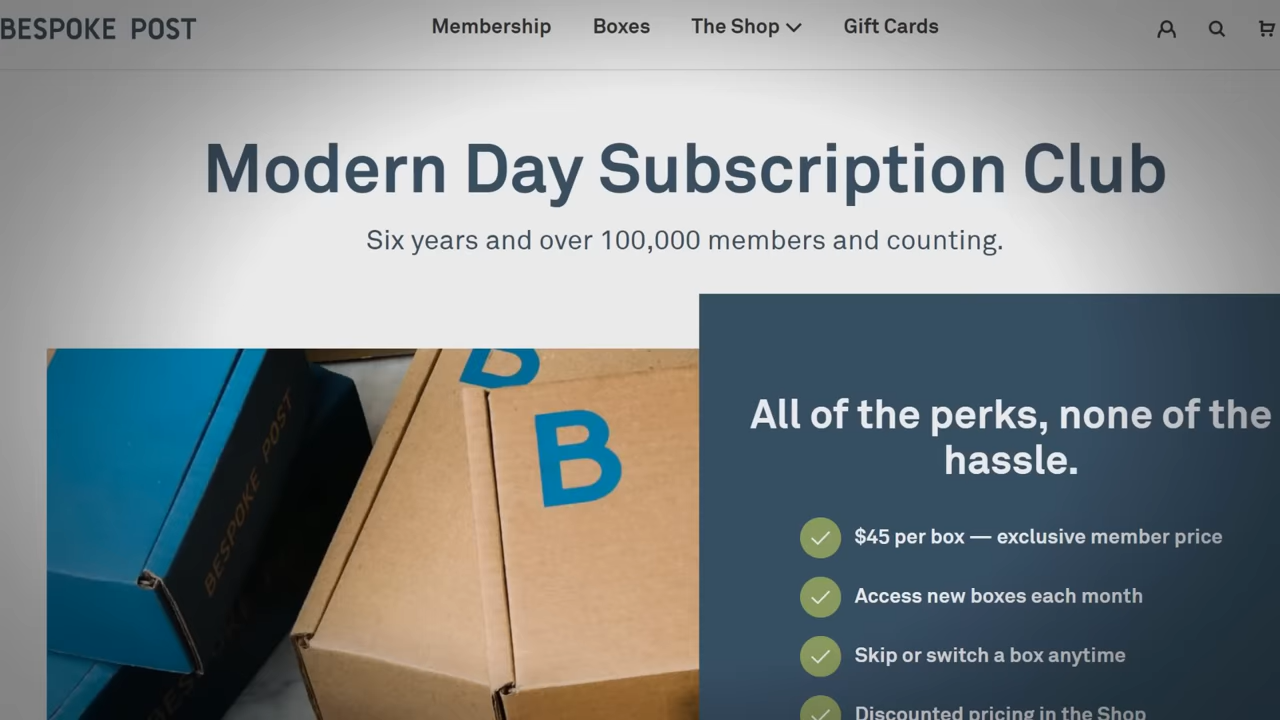 BESPOKE POST
Membership
Boxes
The Shop
Gift Cards
Modern Day Subscription Club
Six years and over 100,000 members and counting.
B
B
BESPOKE POST
All of the perks, none of the
hassle.
$45 per box — exclusive member price
Access new boxes each month
Skip or switch a box anytime
Discounted pricing in the Shop